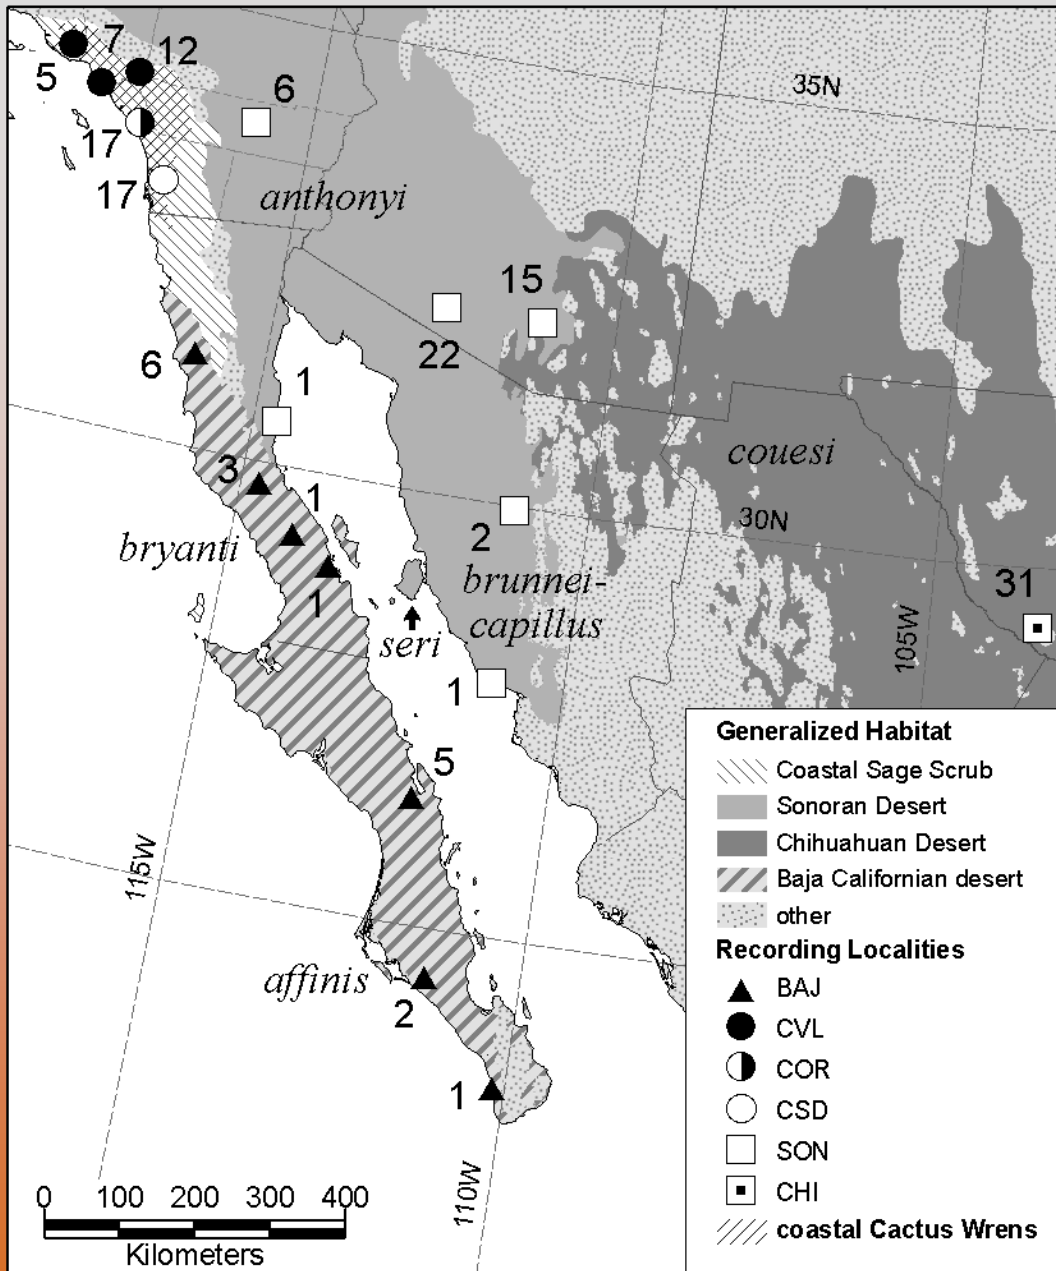 7
12
5
6
35N
17
17
anthonyi
15
22
6
1
3
1
couesi
30N
bryanti
2
1
brunnei-
capillus
31
seri
105W
1
5
115W
affinis
2
1
110W
Generalized Habitat
Coastal Sage Scrub
Sonoran Desert
Chihuahuan Desert
Baja Californian desert
other
Recording Localities
BAJ
CVL
COR
CSD
SON
CHI
coastal Cactus Wrens
0 100 200 300 400
Kilometers